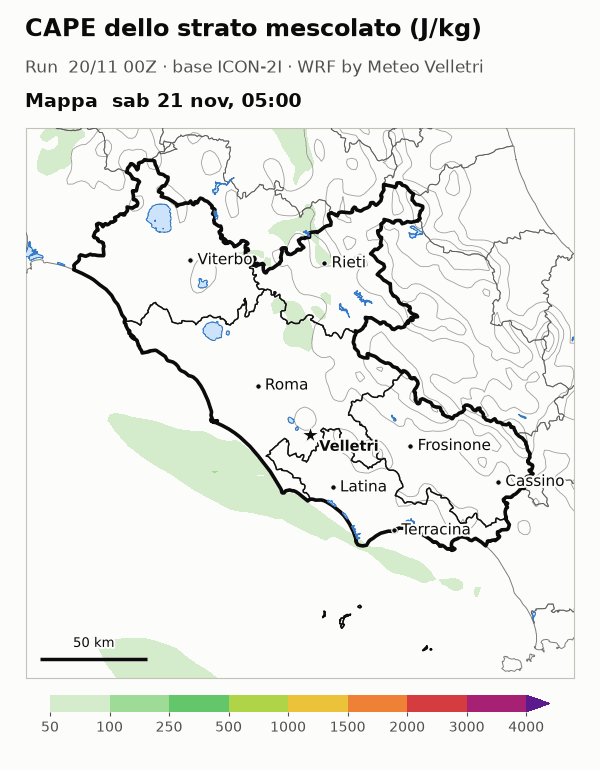 CAPE dello strato mescolato (J/kg)
Run  20/11 00Z · base ICON-2I · WRF by Meteo Velletri
Mappa  sab 21 nov, 05:00
Viterbo
Rieti
Roma
Velletri
Frosinone
Cassino
Latina
Terracina
50 km
50 100 250 500 1000 1500 2000 3000 4000